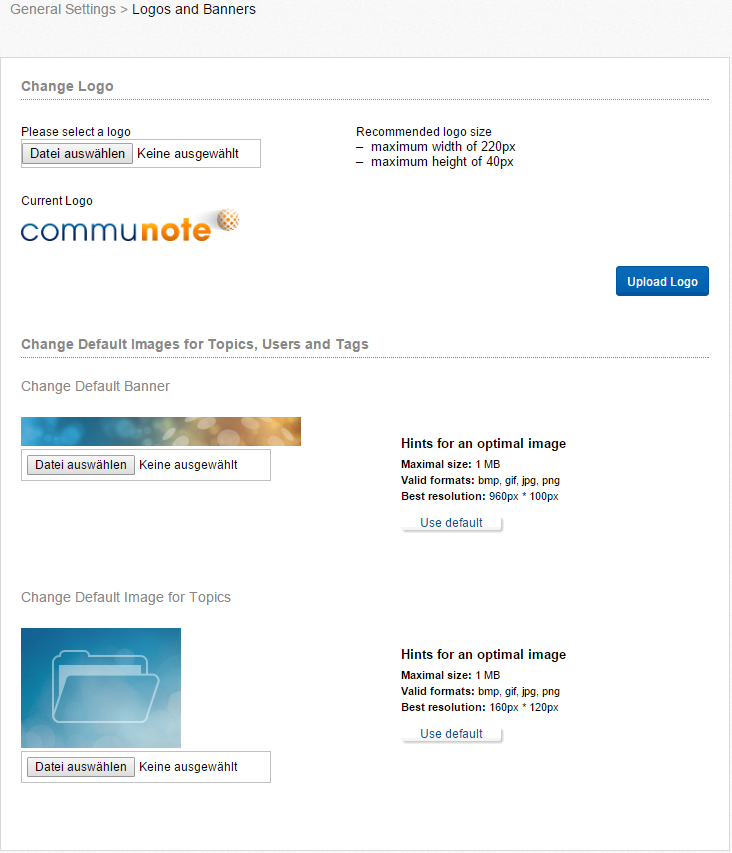 General Settings > Logos and Banners
Change Logo
Please select a logo
Datei auswählen Keine ausgewählt
Recommended logo size
– maximum width of 220px
– maximum height of 40px
Current Logo
communote
Upload Logo
Change Default Images for Topics, Users and Tags
Change Default Banner
Datei auswählen Keine ausgewählt
Hints for an optimal image
Maximal size: 1 MB
Valid formats: bmp, gif, jpg, png
Best resolution: 960px * 100px
Use default
Change Default Image for Topics
Datei auswählen Keine ausgewählt
Hints for an optimal image
Maximal size: 1 MB
Valid formats: bmp, gif, jpg, png
Best resolution: 160px * 120px
Use default